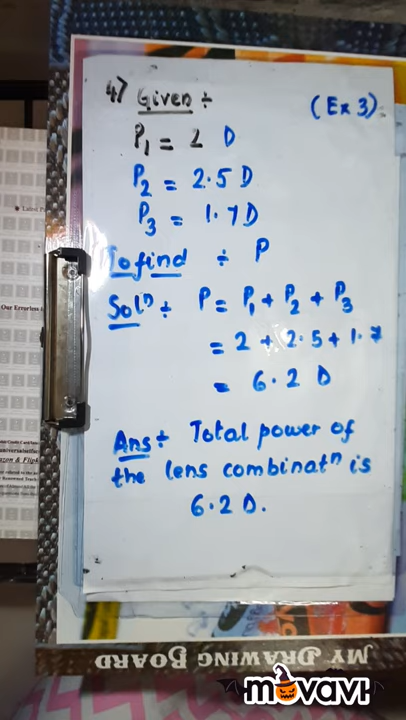 4) Given ÷ (Ex 3)
P₁ = 2 D
P₂ = 2.5 D
P₃ = 1.7 D
To find ÷ P
Solⁿ ÷ P = P₁ + P₂ + P₃
= 2 + 2.5 + 1.7
= 6.2 D
Ans ÷ Total power of
the lens combinatⁿ is
6.2 D.
MY DRAWING BOARD
movavi
Our Errorless